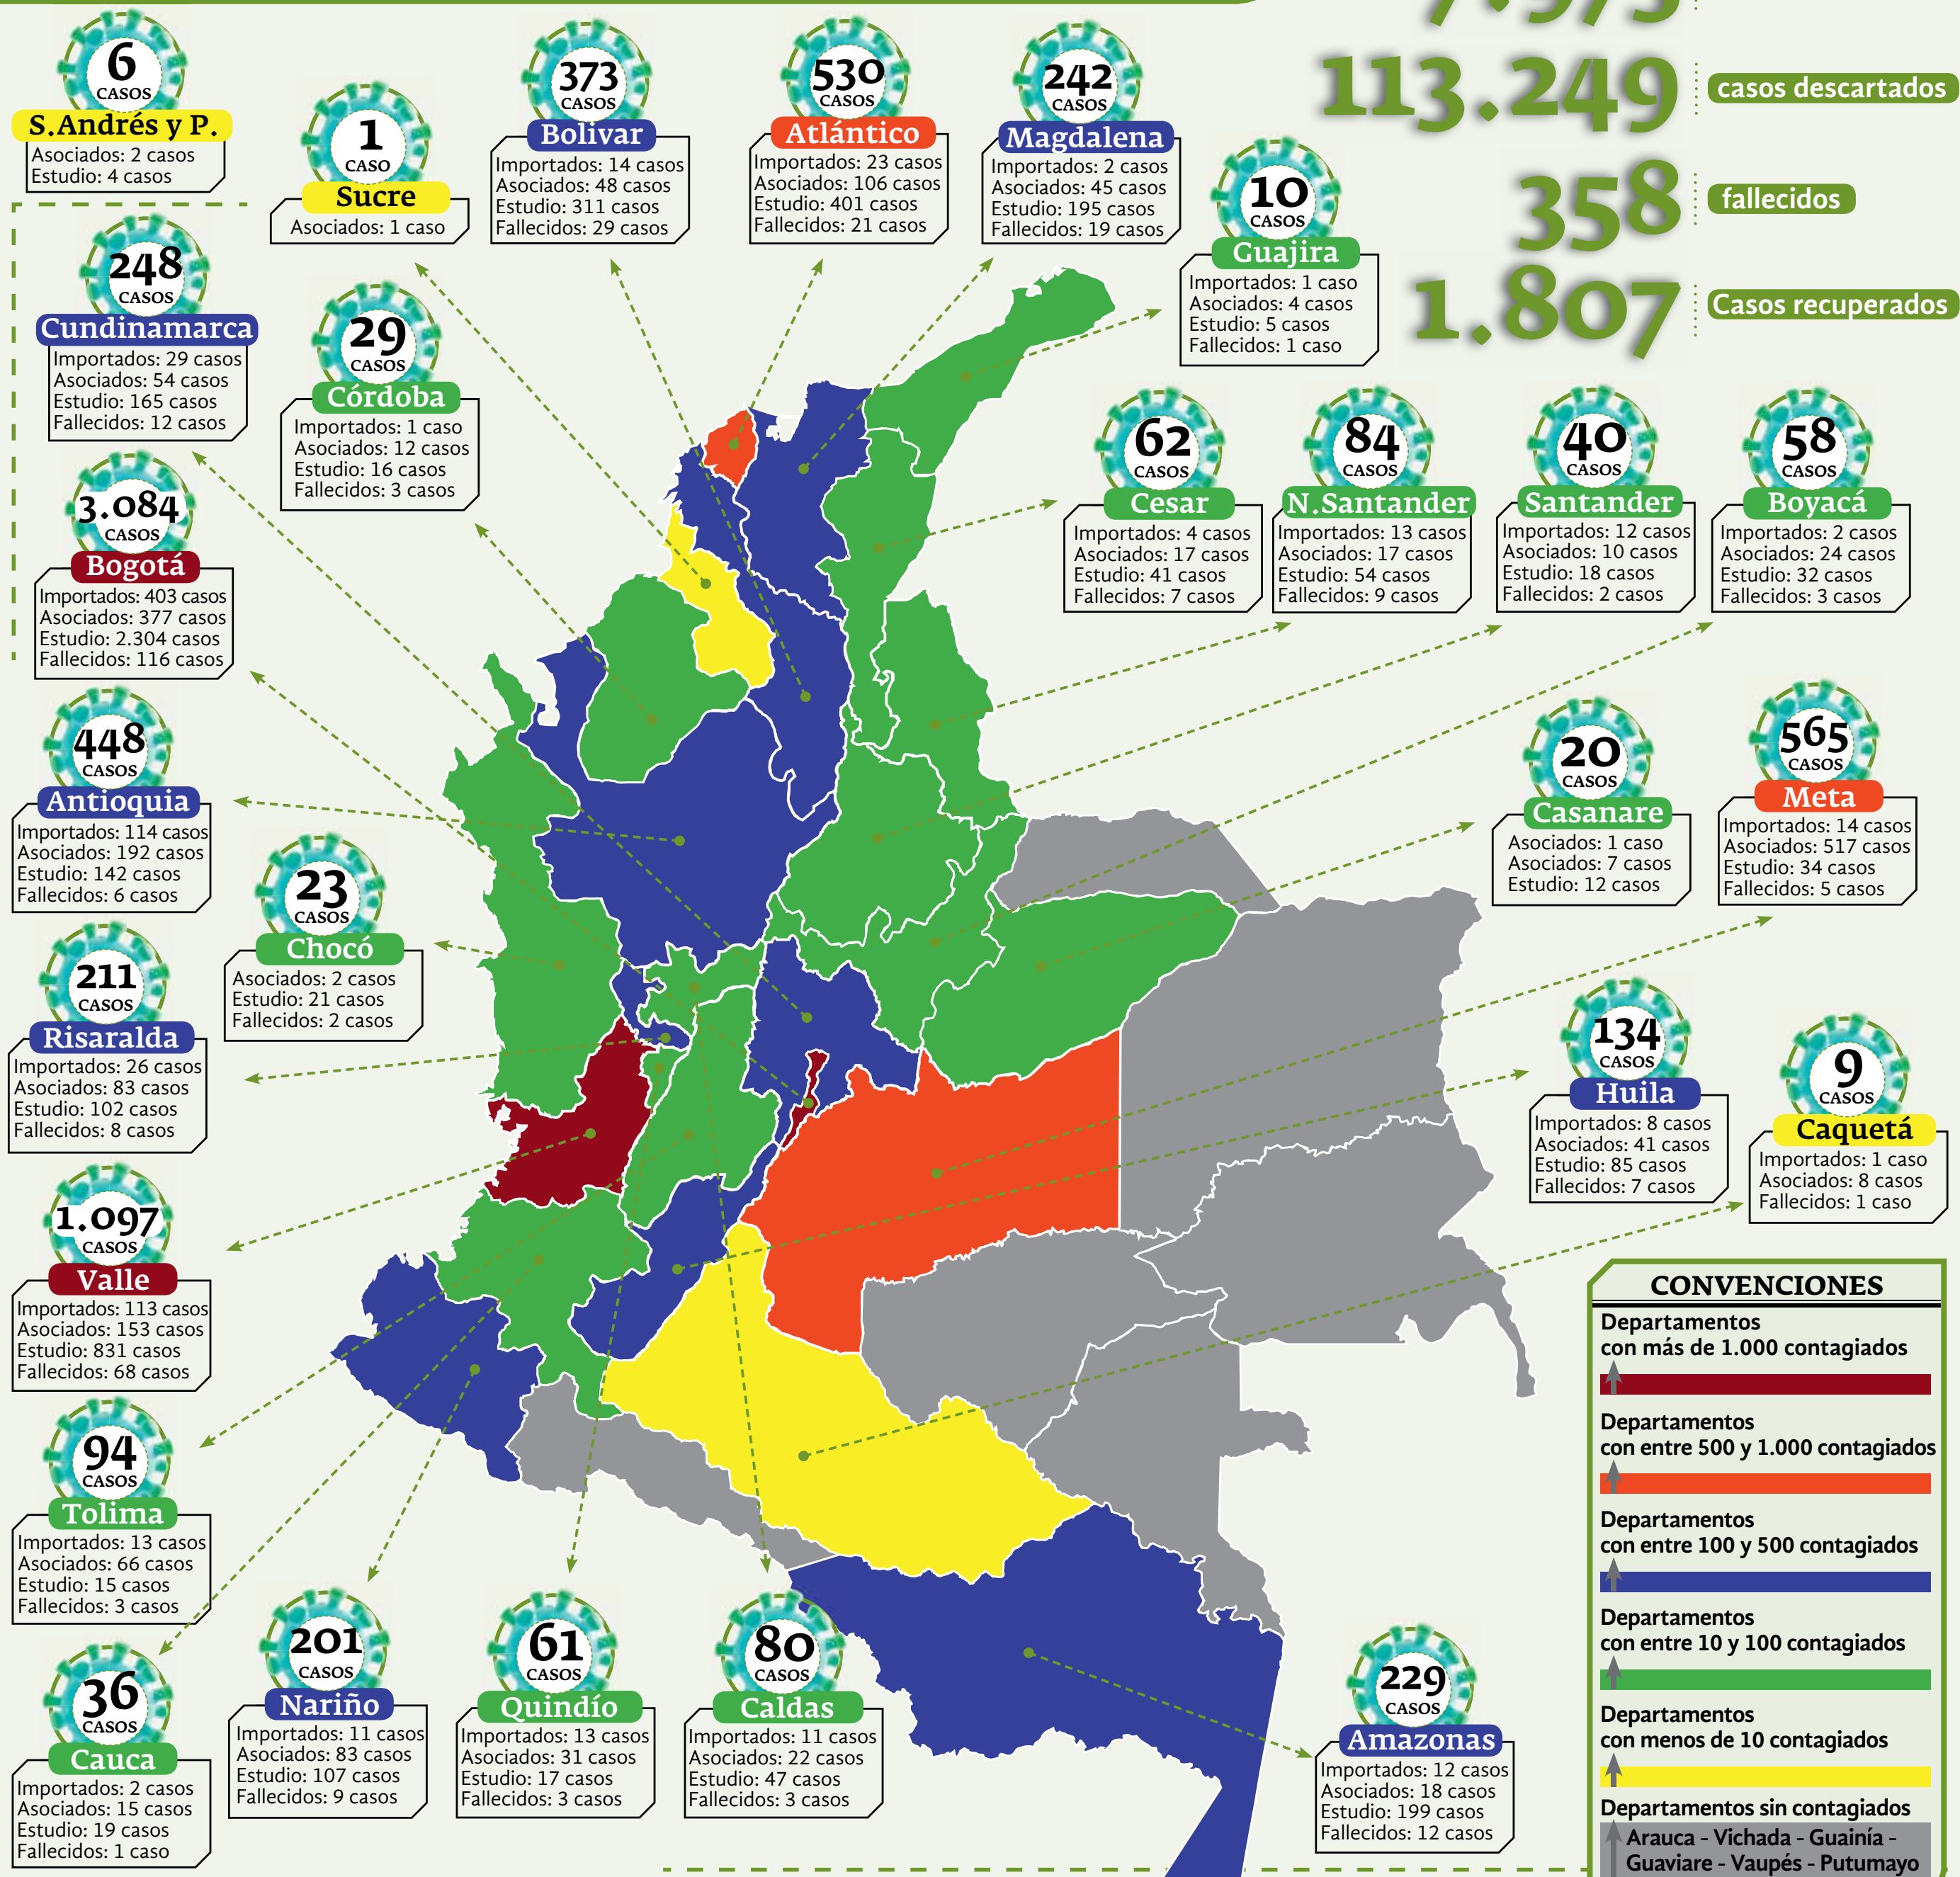 113.249
casos descartados
358
fallecidos
1.807
Casos recuperados
6
CASOS
S.Andrés y P.
Asociados: 2 casos
Estudio: 4 casos
1
CASO
Sucre
Asociados: 1 caso
373
CASOS
Bolivar
Importados: 14 casos
Asociados: 48 casos
Estudio: 311 casos
Fallecidos: 29 casos
530
CASOS
Atlántico
Importados: 23 casos
Asociados: 106 casos
Estudio: 401 casos
Fallecidos: 21 casos
242
CASOS
Magdalena
Importados: 2 casos
Asociados: 45 casos
Estudio: 195 casos
Fallecidos: 19 casos
10
CASOS
Guajira
Importados: 1 caso
Asociados: 4 casos
Estudio: 5 casos
Fallecidos: 1 caso
248
CASOS
Cundinamarca
Importados: 29 casos
Asociados: 54 casos
Estudio: 165 casos
Fallecidos: 12 casos
29
CASOS
Córdoba
Importados: 1 caso
Asociados: 12 casos
Estudio: 16 casos
Fallecidos: 3 casos
62
CASOS
Cesar
Importados: 4 casos
Asociados: 17 casos
Estudio: 41 casos
Fallecidos: 7 casos
84
CASOS
N.Santander
Importados: 13 casos
Asociados: 17 casos
Estudio: 54 casos
Fallecidos: 9 casos
40
CASOS
Santander
Importados: 12 casos
Asociados: 10 casos
Estudio: 18 casos
Fallecidos: 2 casos
58
CASOS
Boyacá
Importados: 2 casos
Asociados: 24 casos
Estudio: 32 casos
Fallecidos: 3 casos
3.084
CASOS
Bogotá
Importados: 403 casos
Asociados: 377 casos
Estudio: 2.304 casos
Fallecidos: 116 casos
448
CASOS
Antioquia
Importados: 114 casos
Asociados: 192 casos
Estudio: 142 casos
Fallecidos: 6 casos
23
CASOS
Chocó
Asociados: 2 casos
Estudio: 21 casos
Fallecidos: 2 casos
20
CASOS
Casanare
Asociados: 1 caso
Asociados: 7 casos
Estudio: 12 casos
565
CASOS
Meta
Importados: 14 casos
Asociados: 517 casos
Estudio: 34 casos
Fallecidos: 5 casos
211
CASOS
Risaralda
Importados: 26 casos
Asociados: 83 casos
Estudio: 102 casos
Fallecidos: 8 casos
134
CASOS
Huila
Importados: 8 casos
Asociados: 41 casos
Estudio: 85 casos
Fallecidos: 7 casos
9
CASOS
Caquetá
Importados: 1 caso
Asociados: 8 casos
Fallecidos: 1 caso
1.097
CASOS
Valle
Importados: 113 casos
Asociados: 153 casos
Estudio: 831 casos
Fallecidos: 68 casos
94
CASOS
Tolima
Importados: 13 casos
Asociados: 66 casos
Estudio: 15 casos
Fallecidos: 3 casos
36
CASOS
Cauca
Importados: 2 casos
Asociados: 15 casos
Estudio: 19 casos
Fallecidos: 1 caso
201
CASOS
Nariño
Importados: 11 casos
Asociados: 83 casos
Estudio: 107 casos
Fallecidos: 9 casos
61
CASOS
Quindío
Importados: 13 casos
Asociados: 31 casos
Estudio: 17 casos
Fallecidos: 3 casos
80
CASOS
Caldas
Importados: 11 casos
Asociados: 22 casos
Estudio: 47 casos
Fallecidos: 3 casos
229
CASOS
Amazonas
Importados: 12 casos
Asociados: 18 casos
Estudio: 199 casos
Fallecidos: 12 casos
CONVENCIONES
Departamentos
con más de 1.000 contagiados
Departamentos
con entre 500 y 1.000 contagiados
Departamentos
con entre 100 y 500 contagiados
Departamentos
con entre 10 y 100 contagiados
Departamentos
con menos de 10 contagiados
Departamentos sin contagiados
Arauca - Vichada - Guainía -
Guaviare - Vaupés - Putumayo